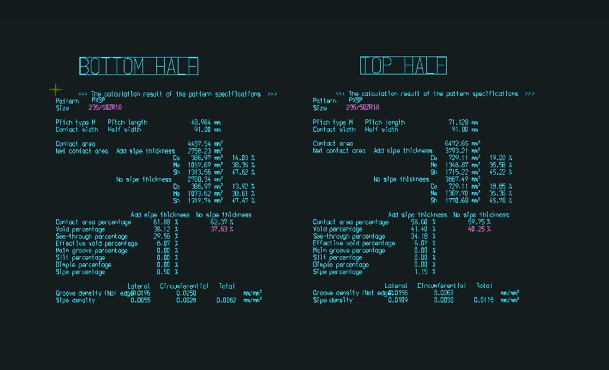 BOTTOM HALF
<<< The calculation result of the pattern specifications >>>
Pattern PXSP
Size 235/50ZR18
Pitch type M Pitch length 48.984 mm
Contact width Half width 91.00 mm
Contact area 4457.54 mm²
Net contact area Add sipe thickness 2758.23 mm²
Ce 386.97 mm² 14.03 %
Me 1057.69 mm² 38.35 %
Sh 1313.56 mm² 47.62 %
No sipe thickness 2780.34 mm²
Ce 386.97 mm² 13.92 %
Me 1073.62 mm² 38.61 %
Sh 1319.74 mm² 47.47 %
Add sipe thickness No sipe thickness
Contact area percentage 61.88 % 62.37 %
Void percentage 38.12 % 37.63 %
See-through percentage 29.56 %
Effective void percentage 6.07 %
Main groove percentage 0.00 %
Slit percentage 0.00 %
Dimple percentage 0.00 %
Sipe percentage 0.50 %
Lateral Circumferential Total
Groove density (Not edge) 0.0250 mm/mm²
Sipe density 0.0055 0.0028 0.0062 mm/mm²
TOP HALF
<<< The calculation result of the pattern specifications >>>
Pattern PXSP
Size 235/50ZR18
Pitch type M Pitch length 71.128 mm
Contact width Half width 91.00 mm
Contact area 6472.65 mm²
Net contact area Add sipe thickness 3793.21 mm²
Ce 729.11 mm² 19.22 %
Me 1348.87 mm² 35.56 %
Sh 1715.22 mm² 45.22 %
No sipe thickness 3867.49 mm²
Ce 729.11 mm² 18.85 %
Me 1367.70 mm² 35.36 %
Sh 1770.68 mm² 45.78 %
Add sipe thickness No sipe thickness
Contact area percentage 58.60 % 59.75 %
Void percentage 41.40 % 40.25 %
See-through percentage 34.18 %
Effective void percentage 6.07 %
Main groove percentage 0.00 %
Slit percentage 0.00 %
Dimple percentage 0.00 %
Sipe percentage 1.15 %
Lateral Circumferential Total
Groove density (Not edge) 0.0263 mm/mm²
Sipe density 0.0109 0.0030 0.0115 mm/mm²